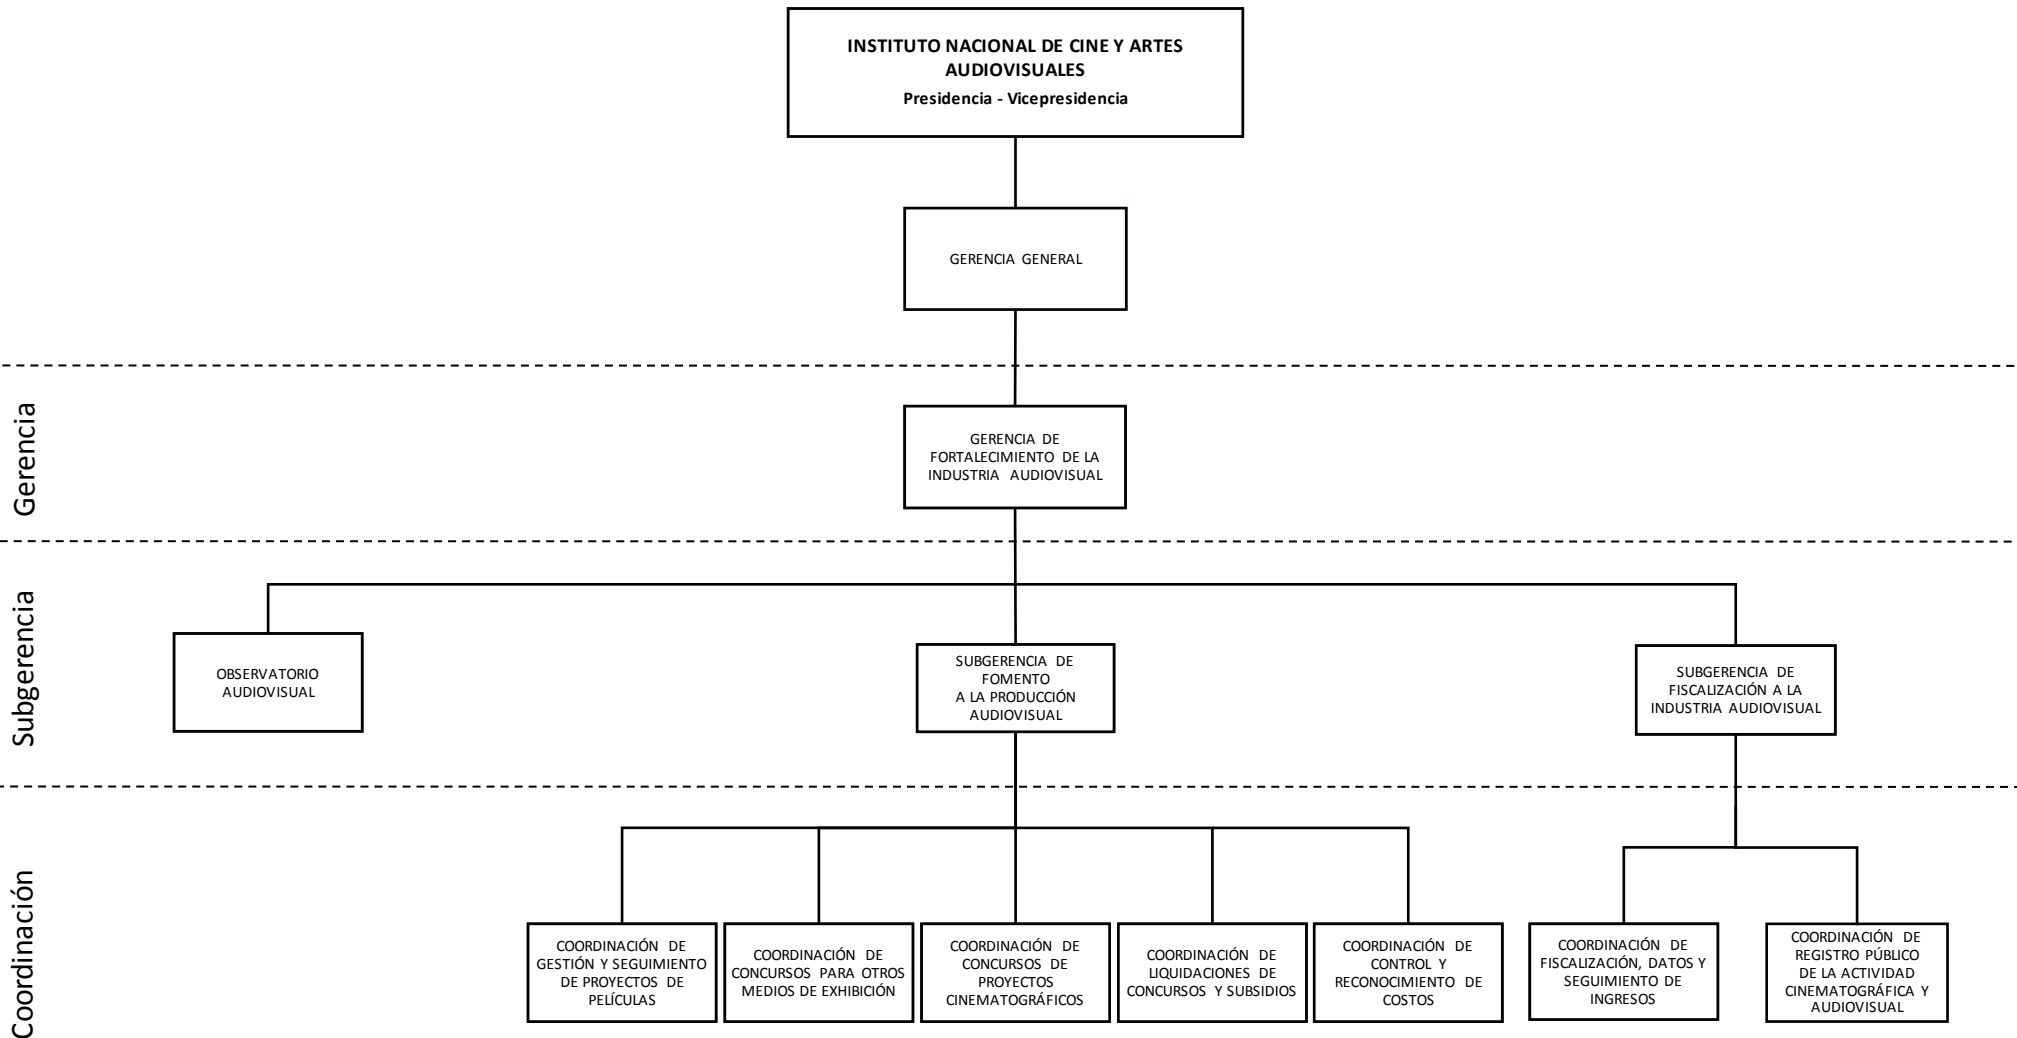 INSTITUTO NACIONAL DE CINE Y ARTES
AUDIOVISUALES
Presidencia - Vicepresidencia
GERENCIA GENERAL
Gerencia
GERENCIA DE
FORTALECIMIENTO DE LA
INDUSTRIA AUDIOVISUAL
Subgerencia
OBSERVATORIO
AUDIOVISUAL
SUBGERENCIA DE
FOMENTO
A LA PRODUCCIÓN
AUDIOVISUAL
SUBGERENCIA DE
FISCALIZACIÓN A LA
INDUSTRIA AUDIOVISUAL
Coordinación
COORDINACIÓN DE
GESTIÓN Y SEGUIMIENTO
DE PROYECTOS DE
PELÍCULAS
COORDINACIÓN DE
CONCURSOS PARA OTROS
MEDIOS DE EXHIBICIÓN
COORDINACIÓN DE
CONCURSOS DE
PROYECTOS
CINEMATOGRÁFICOS
COORDINACIÓN DE
LIQUIDACIONES DE
CONCURSOS Y SUBSIDIOS
COORDINACIÓN DE
CONTROL Y
RECONOCIMIENTO DE
COSTOS
COORDINACIÓN DE
FISCALIZACIÓN, DATOS Y
SEGUIMIENTO DE
INGRESOS
COORDINACIÓN DE
REGISTRO PÚBLICO
DE LA ACTIVIDAD
CINEMATOGRÁFICA Y
AUDIOVISUAL